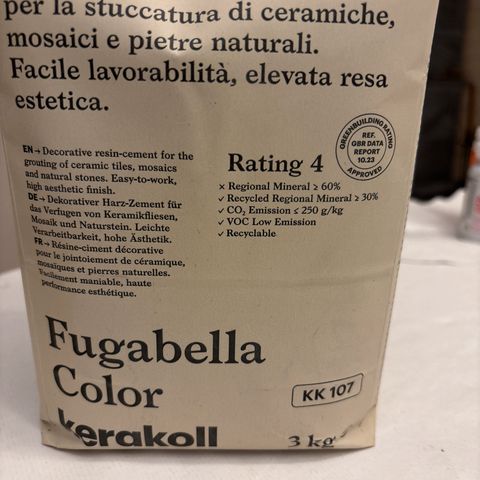 per la stuccatura di ceramiche,
mosaici e pietre naturali.
Facile lavorabilità, elevata resa
estetica.
EN→ Decorative resin-cement for the
grouting of ceramic tiles, mosaics
and natural stones. Easy-to-work,
high aesthetic finish.
DE→ Dekorativer Harz-Zement für
das Verfugen von Keramikfliesen,
Mosaik und Naturstein. Leichte
Verarbeitbarkeit, hohe Ästhetik.
FR→ Résine-ciment décorative
pour le jointoiement de céramique,
mosaïques et pierres naturelles.
Facilement maniable, haute
performance esthétique.
Rating 4
× Regional Mineral ≥ 60%
✓ Recycled Regional Mineral ≥ 30%
✓ CO₂ Emission ≤ 250 g/kg
✓ VOC Low Emission
✓ Recyclable
GREENBUILDING RATING
REF.
GBR DATA
REPORT
10.23
APPROVED
Fugabella
Color
KK 107
kerakoll
3 kg